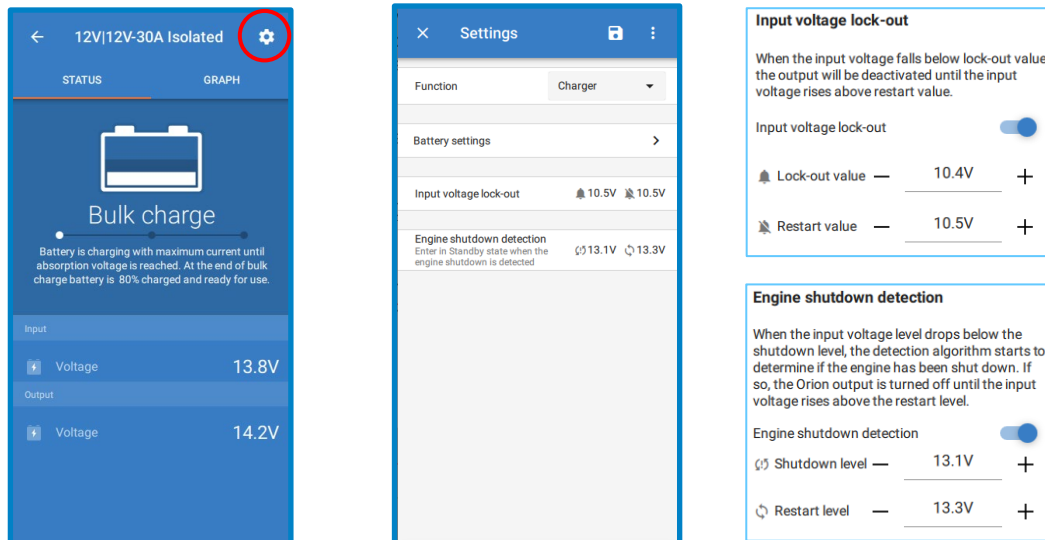 12V|12V-30A Isolated
STATUS
GRAPH
Bulk charge
Battery is charging with maximum current until
absorption voltage is reached. At the end of bulk
charge battery is 80% charged and ready for use.
Input
Voltage
13.8V
Output
Voltage
14.2V
Settings
Function
Charger
Battery settings
Input voltage lock-out
10.5V
10.5V
Engine shutdown detection
Enter in Standby state when the
engine shutdown is detected
13.1V
13.3V
Input voltage lock-out
When the input voltage falls below lock-out value
the output will be deactivated until the input
voltage rises above restart value.
Input voltage lock-out
Lock-out value — 10.4V +
Restart value — 10.5V +
Engine shutdown detection
When the input voltage level drops below the
shutdown level, the detection algorithm starts to
determine if the engine has been shut down. If
so, the Orion output is turned off until the input
voltage rises above the restart level.
Engine shutdown detection
Shutdown level — 13.1V +
Restart level — 13.3V +